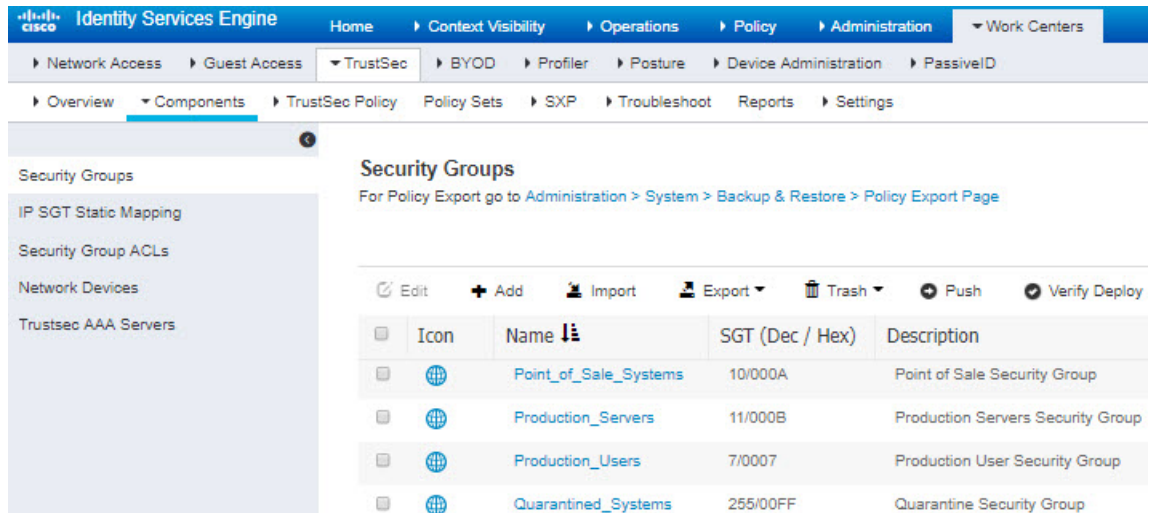 cisco Identity Services Engine Home Context Visibility Operations Policy Administration Work Centers
Network Access Guest Access TrustSec BYOD Profiler Posture Device Administration PassiveID
Overview Components TrustSec Policy Policy Sets SXP Troubleshoot Reports Settings
Security Groups
IP SGT Static Mapping
Security Group ACLs
Network Devices
Trustsec AAA Servers
Security Groups
For Policy Export go to Administration > System > Backup & Restore > Policy Export Page
Edit Add Import Export Trash Push Verify Deploy
Icon Name SGT (Dec / Hex) Description
Point_of_Sale_Systems 10/000A Point of Sale Security Group
Production_Servers 11/000B Production Servers Security Group
Production_Users 7/0007 Production User Security Group
Quarantined_Systems 255/00FF Quarantine Security Group